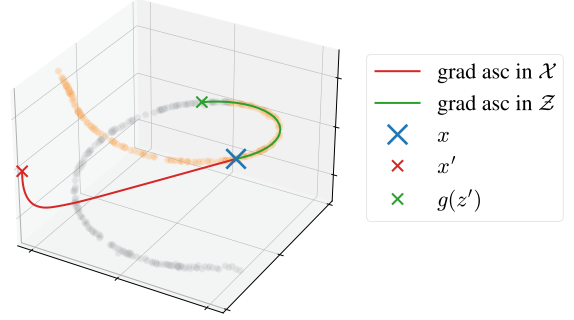 grad asc in 𝒳
grad asc in 𝒵
x
x′
g(z′)